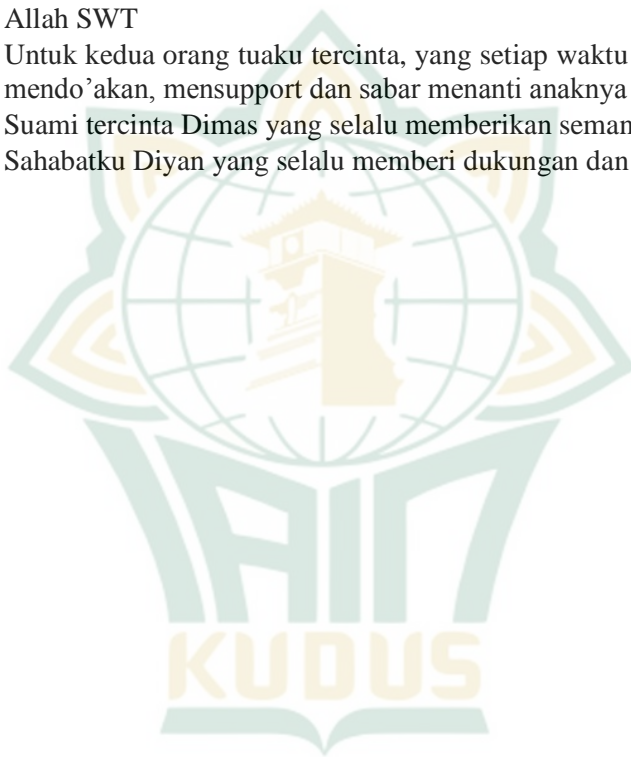 Allah SWT
Untuk kedua orang tuaku tercinta, yang setiap waktu
mendo’akan, mensupport dan sabar menanti anaknya
Suami tercinta Dimas yang selalu memberikan
Sahabatku Diyan yang selalu memberi dukungan dan
IAIN
KUDUS